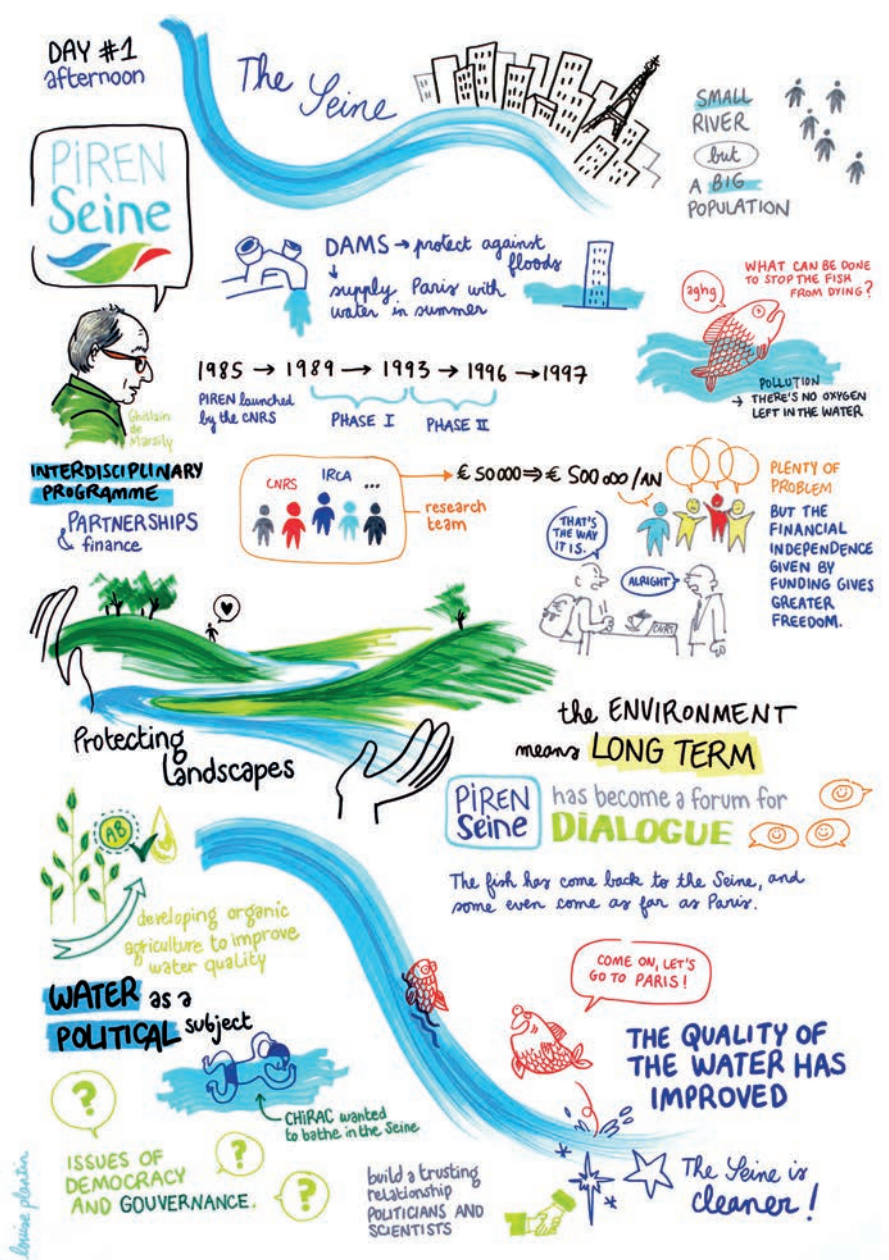 DAY #1
afternoon
The Seine
SMALL
RIVER
but
A BIG
POPULATION
PiREN
Seine
DAMS → protect against
floods
↓
supply Paris with
water in summer
WHAT CAN BE DONE
TO STOP THE FISH
FROM DYING?
aghg
POLLUTION
→ THERE'S NO OXYGEN
LEFT IN THE WATER
Ghislain
de
Marsily
1985 → 1989 → 1993 → 1996 → 1997
PIREN launched
by the CNRS
PHASE I
PHASE II
INTERDISCIPLINARY
PROGRAMME
PARTNERSHIPS
& finance
CNRS
IRCA
...
research
team
€ 50 000 ⇒ € 500 000 /AN
PLENTY OF
PROBLEM
BUT THE
FINANCIAL
INDEPENDENCE
GIVEN BY
FUNDING GIVES
GREATER
FREEDOM.
THAT'S
THE WAY
IT IS.
ALRIGHT
CNRS
Protecting
Landscapes
the ENVIRONMENT
means LONG TERM
PiREN
Seine
has become a forum for
DiALOGUE
The fish has come back to the Seine, and
some even come as far as Paris.
AB
developing organic
agriculture to improve
water quality
WATER as a
POLITICAL subject
CHiRAC wanted
to bathe in the Seine
?
ISSUES OF
DEMOCRACY
AND GOUVERNANCE.
?
?
build a trusting
relationship
POLITICIANS AND
SCIENTISTS
COME ON, LET'S
GO TO PARIS!
THE QUALITY OF
THE WATER HAS
IMPROVED
The Seine is
cleaner!
louise plantin